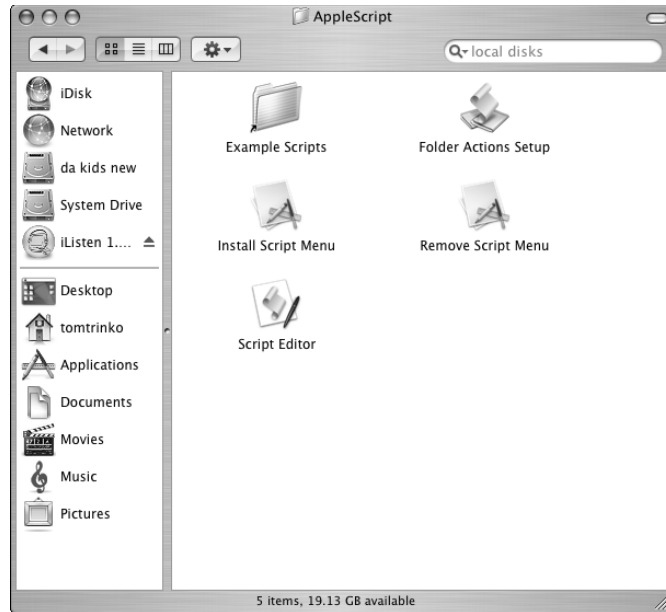 AppleScript
local disks
iDisk
Network
da kids new
System Drive
iListen 1....
Desktop
tomtrinko
Applications
Documents
Movies
Music
Pictures
Example Scripts
Folder Actions Setup
Install Script Menu
Remove Script Menu
Script Editor
5 items, 19.13 GB available